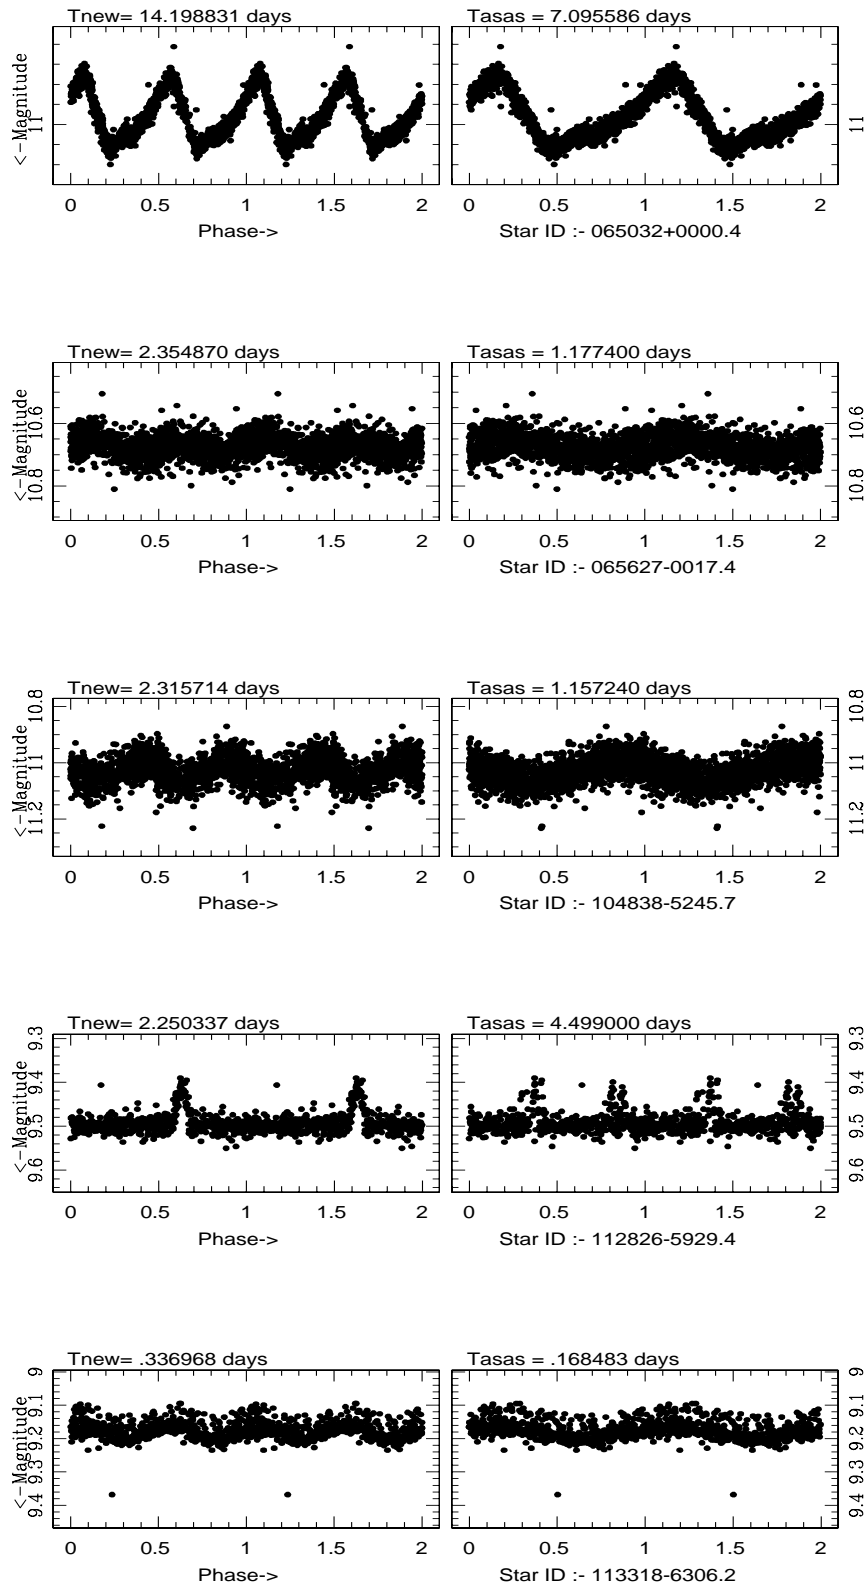 Tnew= 14.198831 days
Tasas = 7.095586 days
<-Magnitude
11
11
0 0.5 1 1.5 2
0 0.5 1 1.5 2
Phase->
Star ID :- 065032+0000.4
Tnew= 2.354870 days
Tasas = 1.177400 days
<-Magnitude
10.6
10.8
10.6
10.8
0 0.5 1 1.5 2
0 0.5 1 1.5 2
Phase->
Star ID :- 065627-0017.4
Tnew= 2.315714 days
Tasas = 1.157240 days
<-Magnitude
10.8
11
11.2
10.8
11
11.2
0 0.5 1 1.5 2
0 0.5 1 1.5 2
Phase->
Star ID :- 104838-5245.7
Tnew= 2.250337 days
Tasas = 4.499000 days
<-Magnitude
9.3
9.4
9.5
9.6
9.3
9.4
9.5
9.6
0 0.5 1 1.5 2
0 0.5 1 1.5 2
Phase->
Star ID :- 112826-5929.4
Tnew= .336968 days
Tasas = .168483 days
<-Magnitude
9
9.1
9.2
9.3
9.4
9
9.1
9.2
9.3
9.4
0 0.5 1 1.5 2
0 0.5 1 1.5 2
Phase->
Star ID :- 113318-6306.2